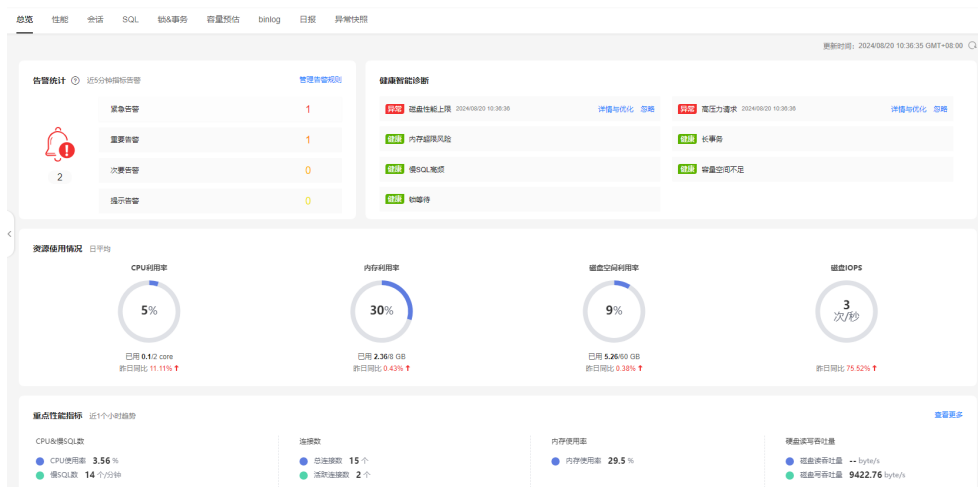 总览 性能 会话 SQL 锁&事务 容量预估 binlog 日报 异常快照
更新时间：2024/08/20 10:36:35 GMT+08:00
告警统计 近5分钟指标告警 管理告警规则
紧急告警 1
重要告警 1
次要告警 0
提示告警 0
2
健康智能诊断
异常 磁盘性能上限 2024/08/20 10:36:36 详情与优化 忽略
异常 高压力请求 2024/08/20 10:36:36 详情与优化 忽略
健康 内存超限风险
健康 长事务
健康 慢SQL高频
健康 容量空间不足
健康 锁等待
资源使用情况 日平均
CPU利用率 内存利用率 磁盘空间利用率 磁盘IOPS
5% 30% 9% 3
次/秒
已用 0.1/2 core 已用 2.36/8 GB 已用 5.26/60 GB
昨日同比 11.11% ↑ 昨日同比 0.43% ↑ 昨日同比 0.38% ↑ 昨日同比 75.52% ↑
重点性能指标 近1个小时趋势 查看更多
CPU&慢SQL数 连接数 内存使用率 硬盘读写吞吐量
CPU使用率 3.56 % 总连接数 15 个 内存使用率 29.5 % 磁盘读吞吐量 -- byte/s
慢SQL数 14 个/分钟 活跃连接数 2 个 磁盘写吞吐量 9422.76 byte/s